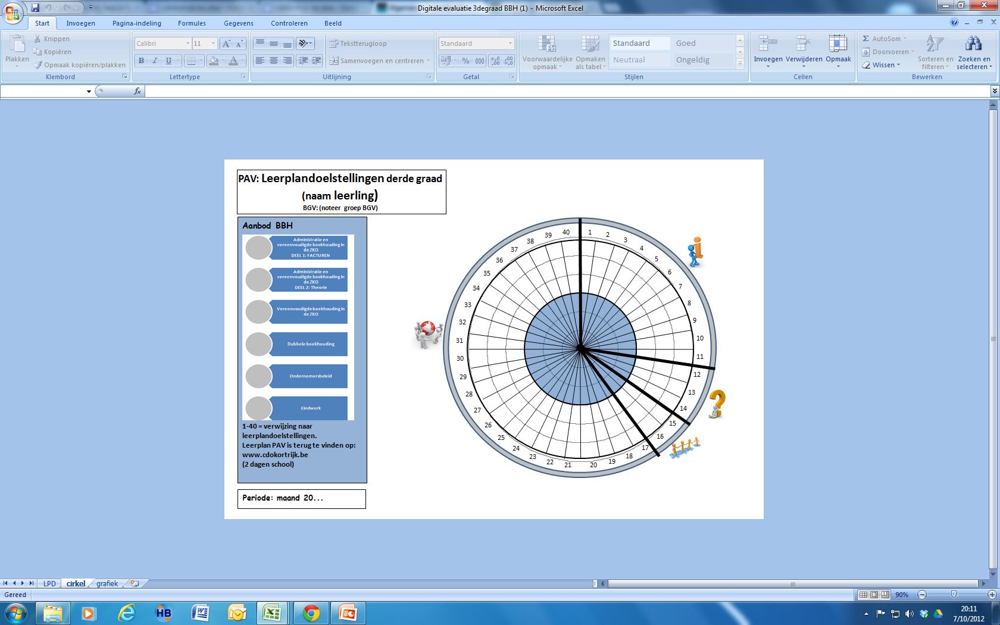 Digitale evaluatie 3degraad BBH (1) - Microsoft Excel
Start Invoegen Pagina-indeling Formules Gegevens Controleren Beeld
Plakken
Knippen
Kopiëren
Opmaak kopiëren/plakken
Klembord
Calibri 11
B I U
Lettertype
Tekstterugloop
Samenvoegen en centreren
Uitlijning
Standaard
% 000
Getal
Voorwaardelijke
opmaak
Opmaken
als tabel
Standaard Goed
Neutraal Ongeldig
Stijlen
Invoegen Verwijderen Opmaak
Cellen
Σ AutoSom
Doorvoeren
Wissen
Sorteren en
filteren
Zoeken en
selecteren
Bewerken
fx
PAV: Leerplandoelstellingen derde graad
(naam leerling)
BGV: (noteer groep BGV)
Aanbod BBH
Administratie en
vereenvoudigde boekhouding in
de ZKO
DEEL 1: FACTUREN
Administratie en
vereenvoudigde boekhouding in
de ZKO
DEEL 2: Theorie
Vereenvoudigde boekhouding in
de ZKO
Dubbele boekhouding
Ondernemersbeleid
Eindwerk
1-40 = verwijzing naar
leerplandoelstellingen.
Leerplan PAV is terug te vinden op:
www.cdokortrijk.be
(2 dagen school)
Periode: maand 20...
1
2
3
4
5
6
7
8
9
10
11
12
13
14
15
16
17
18
19
20
21
22
23
24
25
26
27
28
29
30
31
32
33
34
35
36
37
38
39
40
LPD cirkel grafiek
Gereed
90%
HB
20:11
7/10/2012